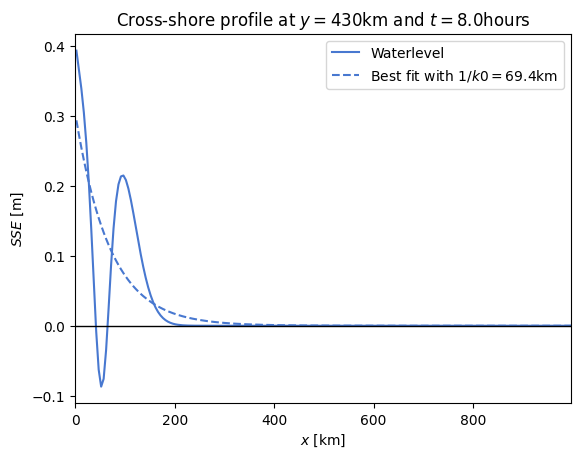 Cross-shore profile at y = 430km and t = 8.0hours
Waterlevel
Best fit with 1/k0 = 69.4km
0.4
0.3
0.2
0.1
0.0
−0.1
SSE [m]
0 200 400 600 800
x [km]